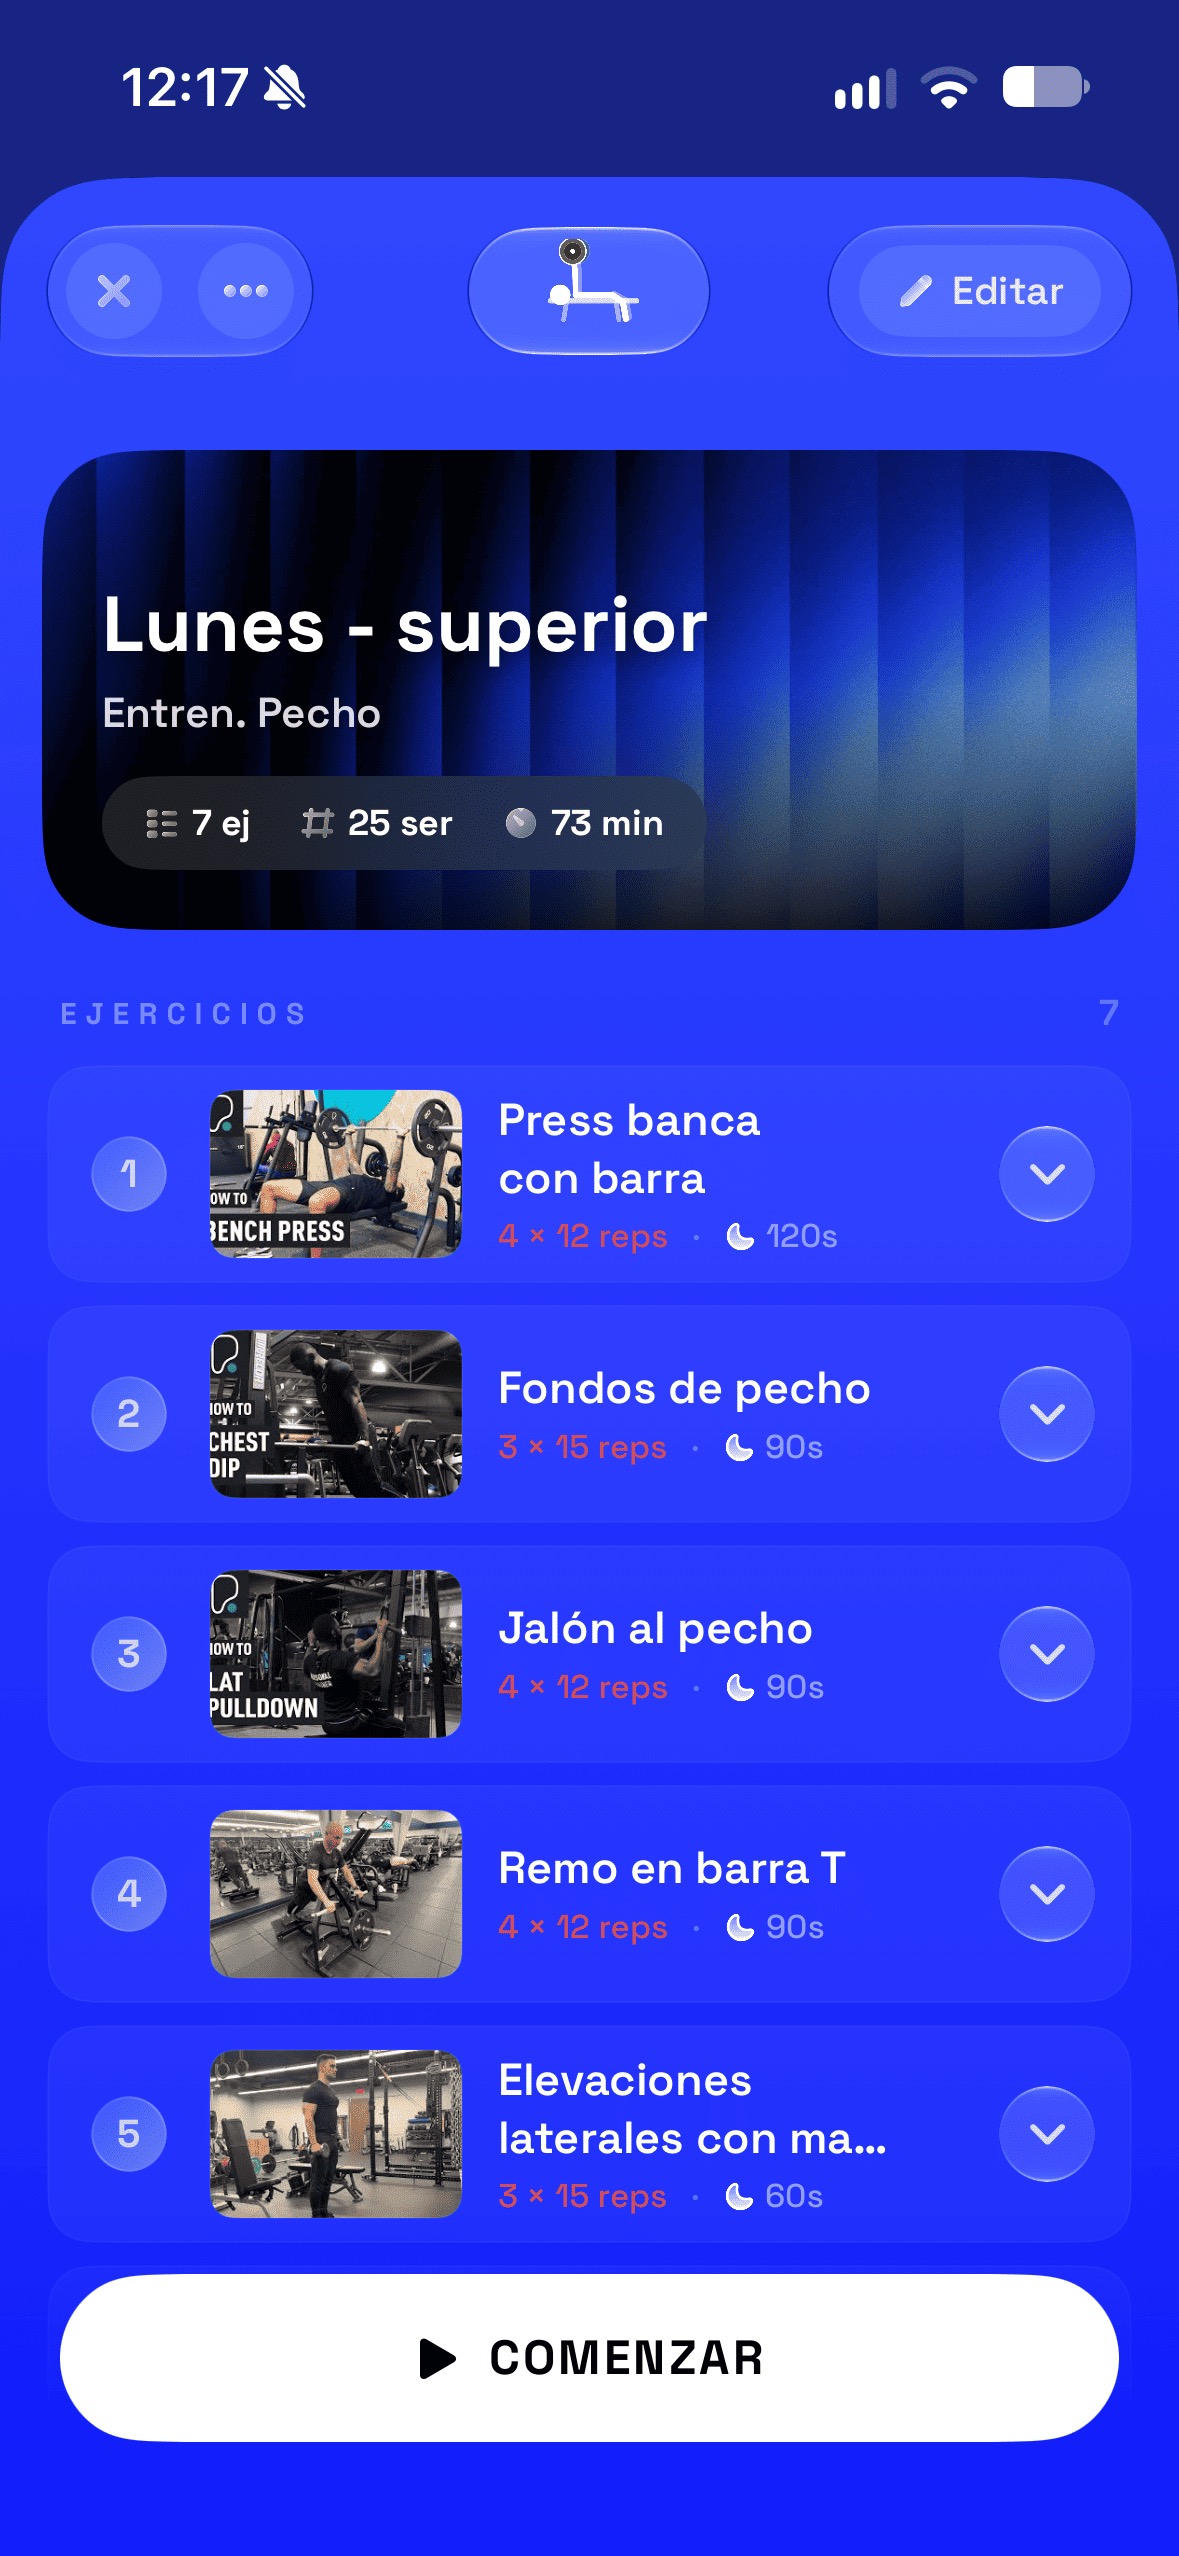 12:17
Editar
Lunes - superior
Entren. Pecho
7 ej 25 ser 73 min
EJERCICIOS 7
1
OW TO
BENCH PRESS
Press banca
con barra
4 × 12 reps · 120s
2
HOW TO
CHEST
DIP
Fondos de pecho
3 × 15 reps · 90s
3
HOW TO
LAT
PULLDOWN
Jalón al pecho
4 × 12 reps · 90s
4
Remo en barra T
4 × 12 reps · 90s
5
Elevaciones
laterales con ma...
3 × 15 reps · 60s
COMENZAR